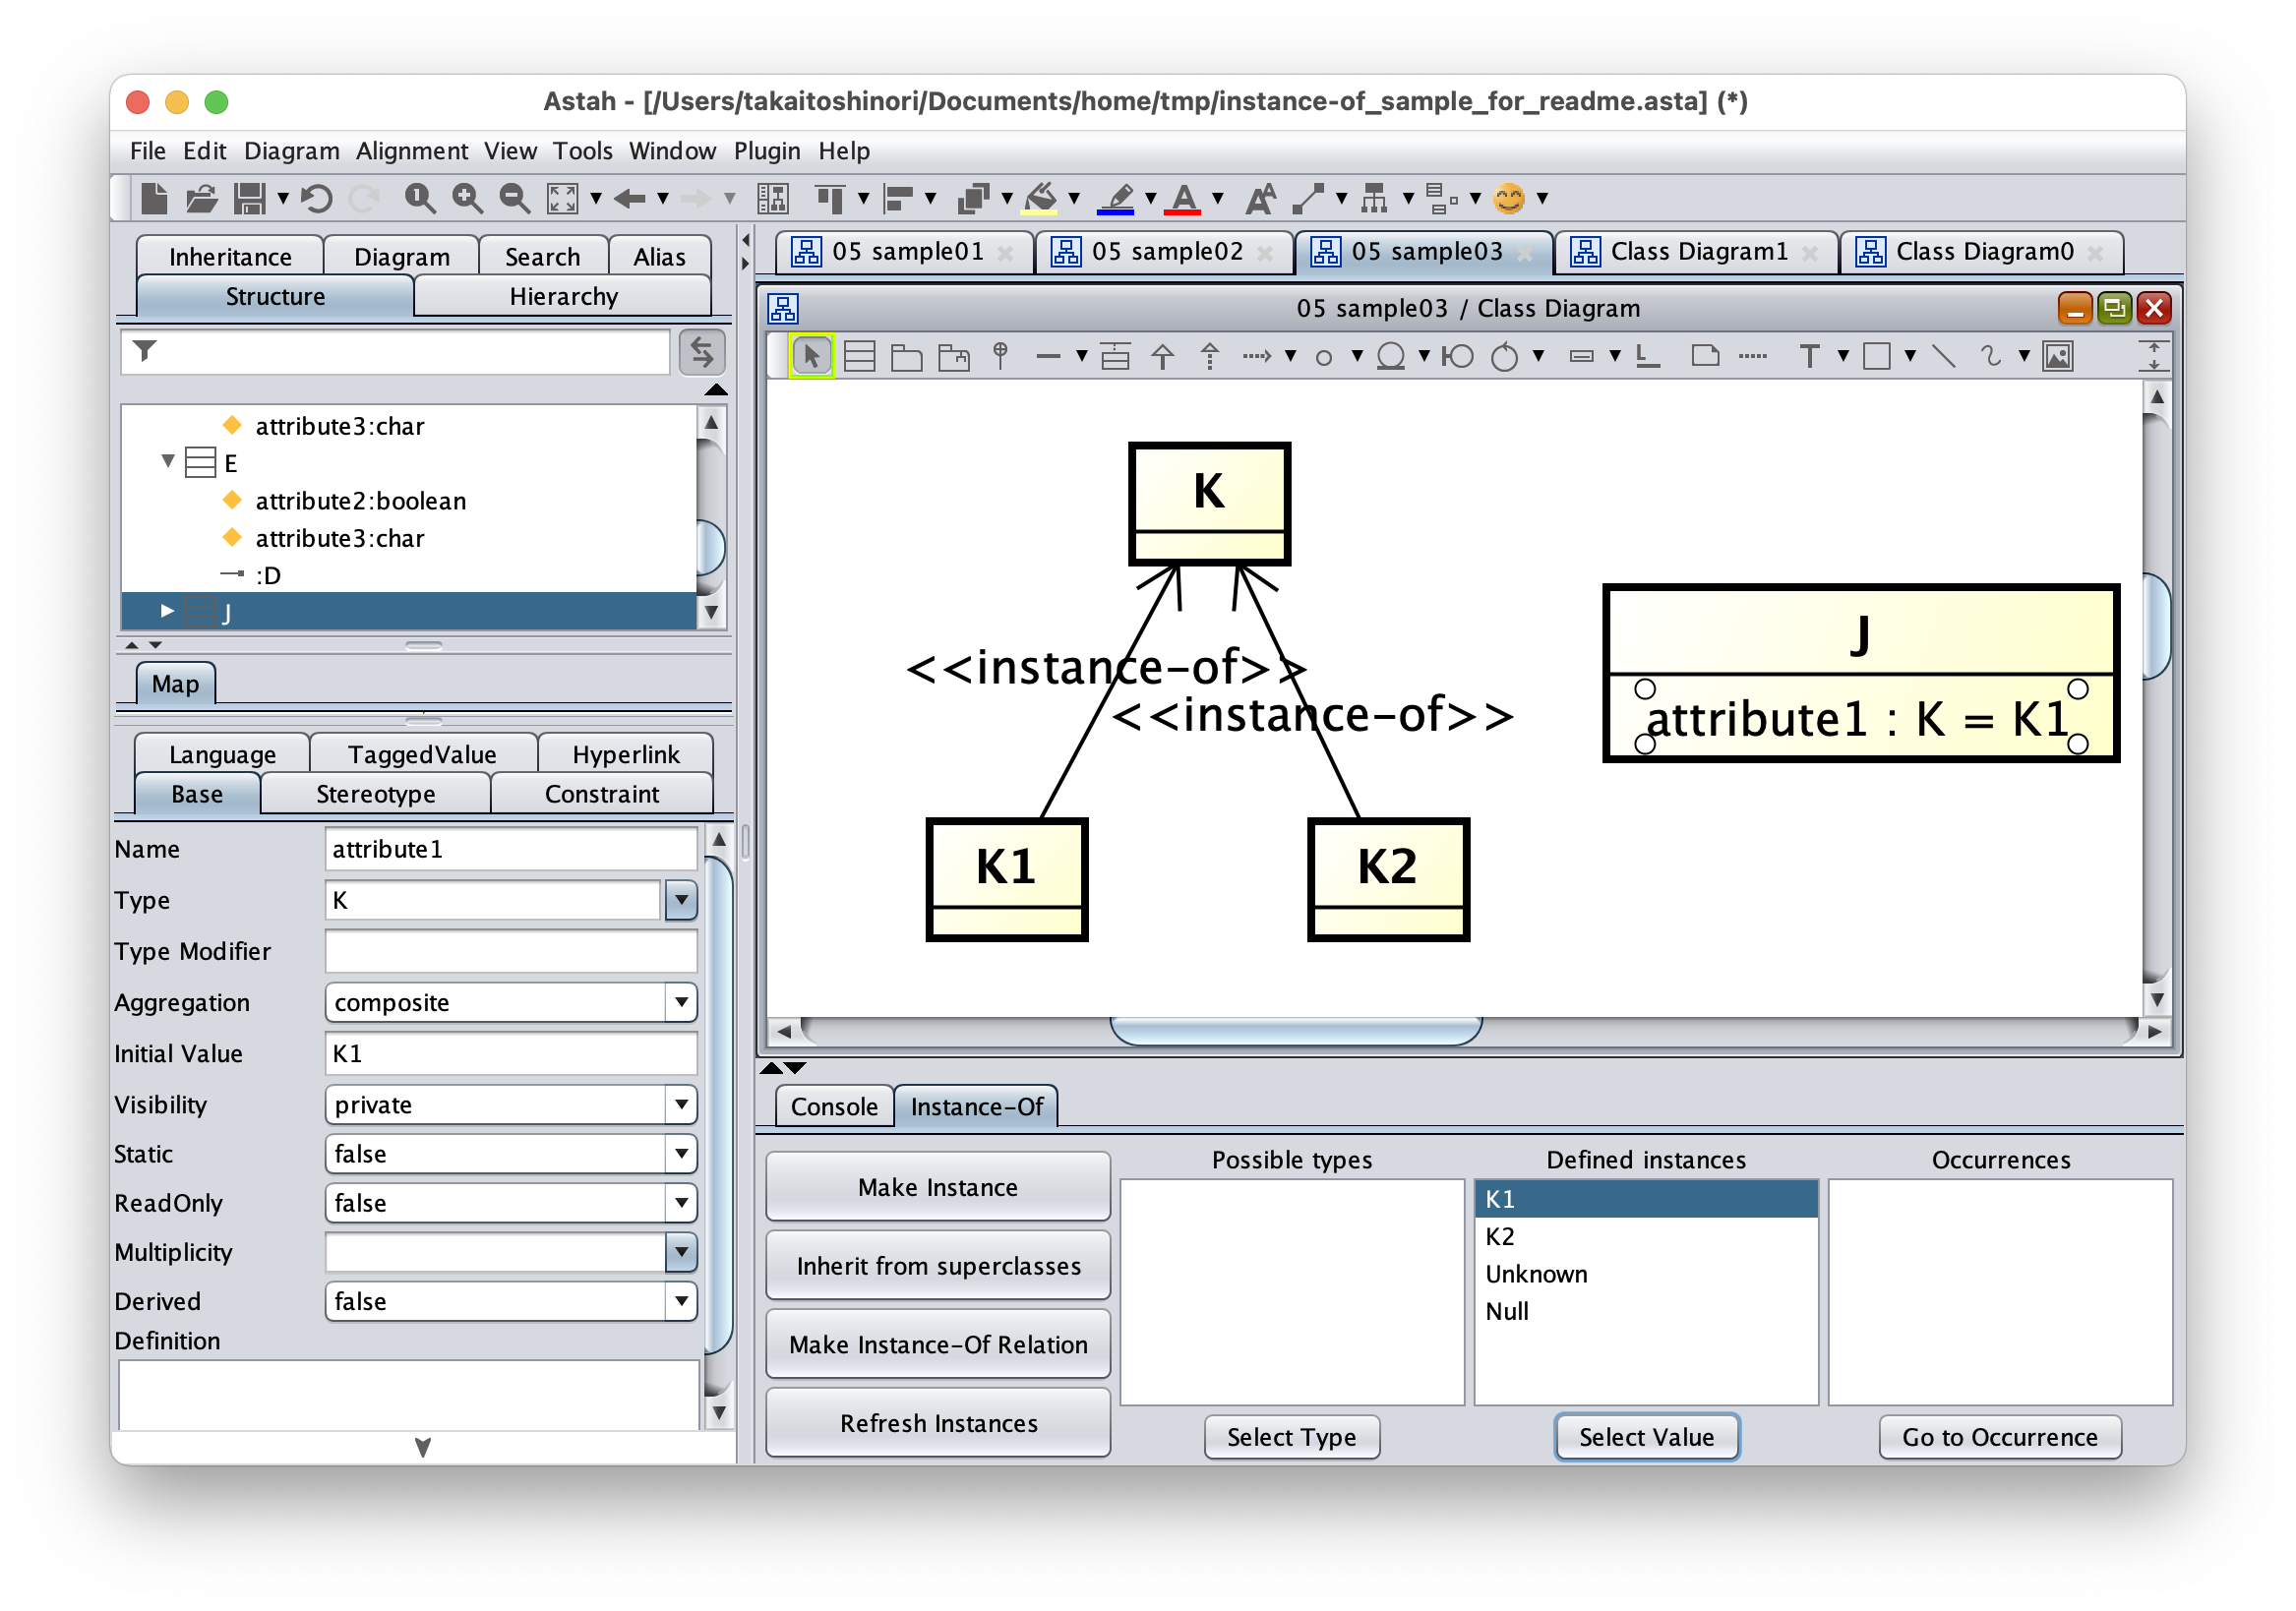 Astah - [/Users/takaitoshinori/Documents/home/tmp/instance-of_sample_for_readme.asta] (*)
File Edit Diagram Alignment View Tools Window Plugin Help
Inheritance Diagram Search Alias
Structure Hierarchy
attribute3:char
E
attribute2:boolean
attribute3:char
:D
J
Map
Language TaggedValue Hyperlink
Base Stereotype Constraint
Name attribute1
Type K
Type Modifier
Aggregation composite
Initial Value K1
Visibility private
Static false
ReadOnly false
Multiplicity
Derived false
Definition
05 sample01 05 sample02 05 sample03 Class Diagram1 Class Diagram0
05 sample03 / Class Diagram
K
<<instance-of>>
<<instance-of>>
K1
K2
J
attribute1 : K = K1
Console Instance-Of
Make Instance
Inherit from superclasses
Make Instance-Of Relation
Refresh Instances
Possible types
Select Type
Defined instances
K1
K2
Unknown
Null
Select Value
Occurrences
Go to Occurrence